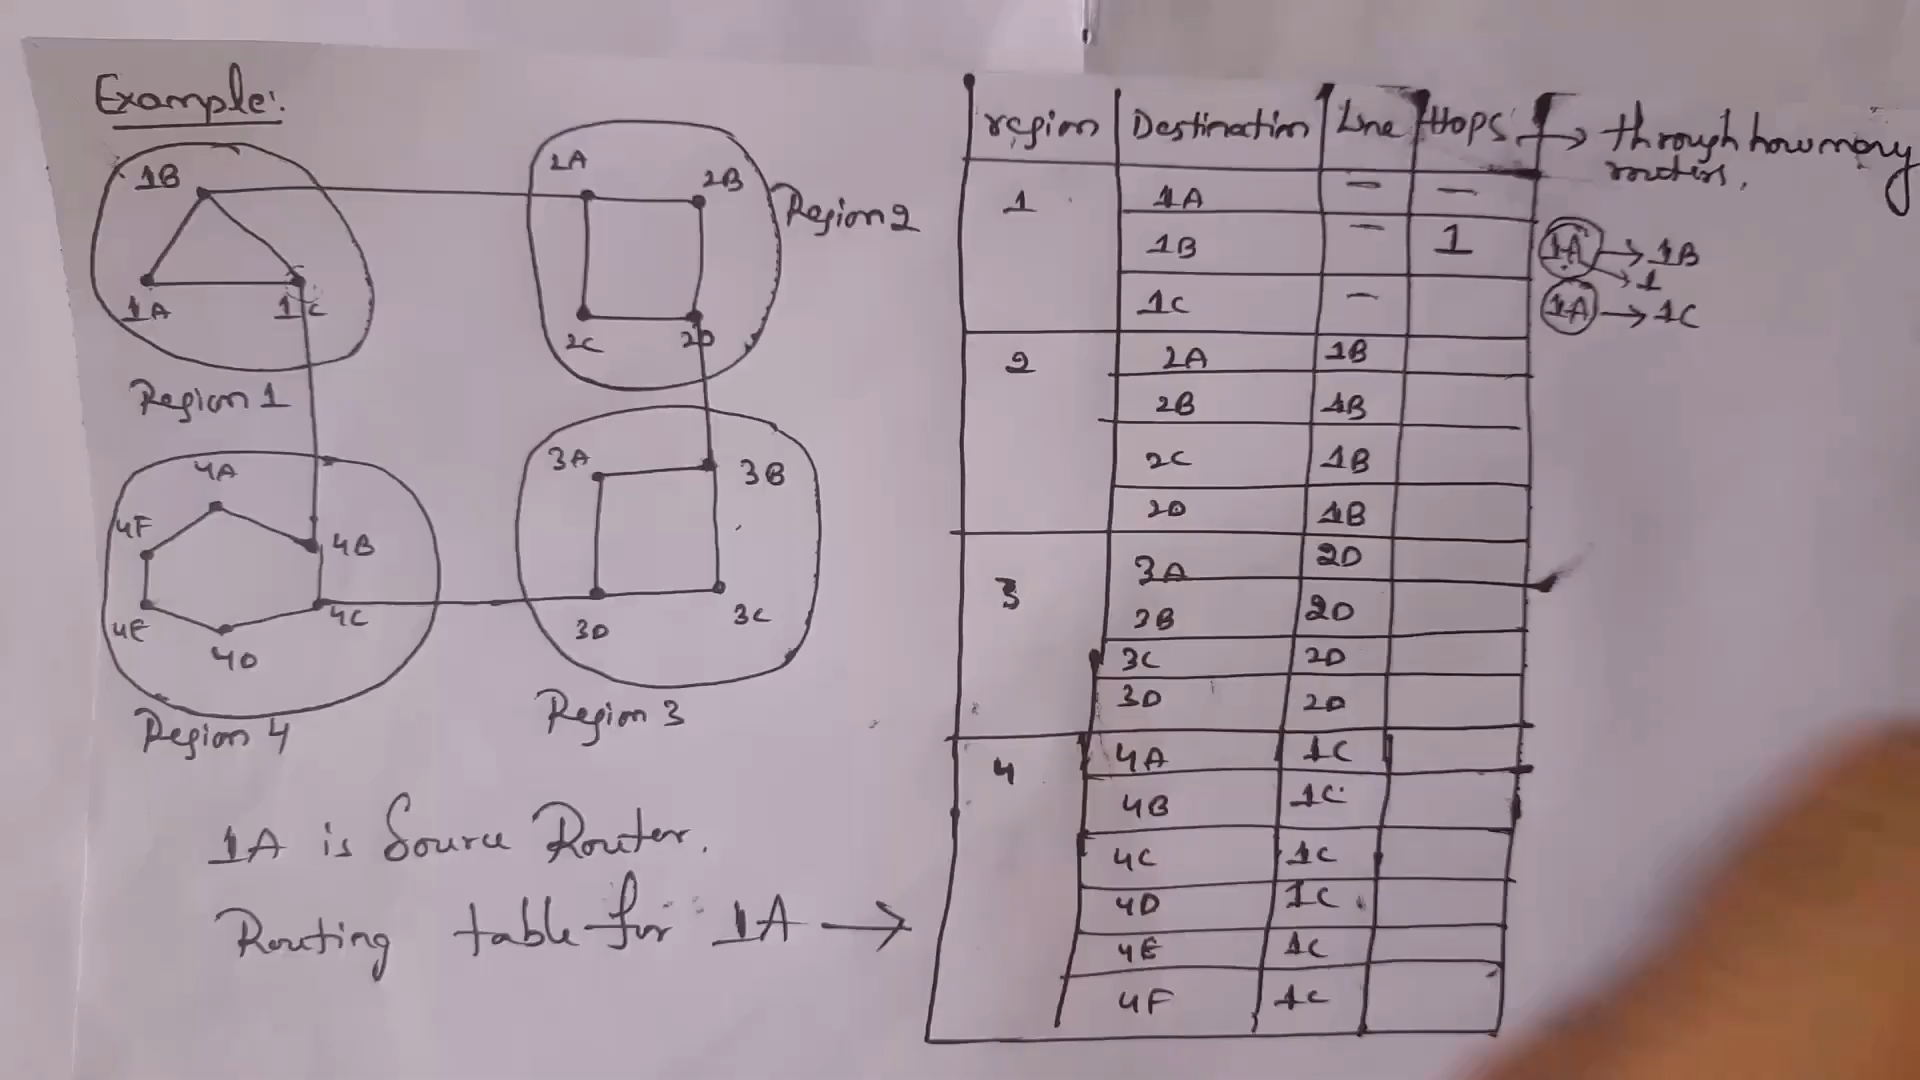 Example:
1B
1A
1C
Region 1
2A
2B
2C
2D
Region 2
4A
4F
4B
4E
4C
4D
Region 4
3A
3B
3D
3C
Region 3
1A is Source Router.
Routing table for 1A →
region Destination Line Hops → through how many
routers,
1 1A – –
1B – 1 1A → 1B
→ 1
1C – 1A → 1C
2 2A 1B
2B 1B
2C 1B
2D 1B
3 3A 2D
3B 2D
3C 2D
3D 2D
4 4A 1C
4B 1C
4C 1C
4D 1C
4E 1C
4F 1C